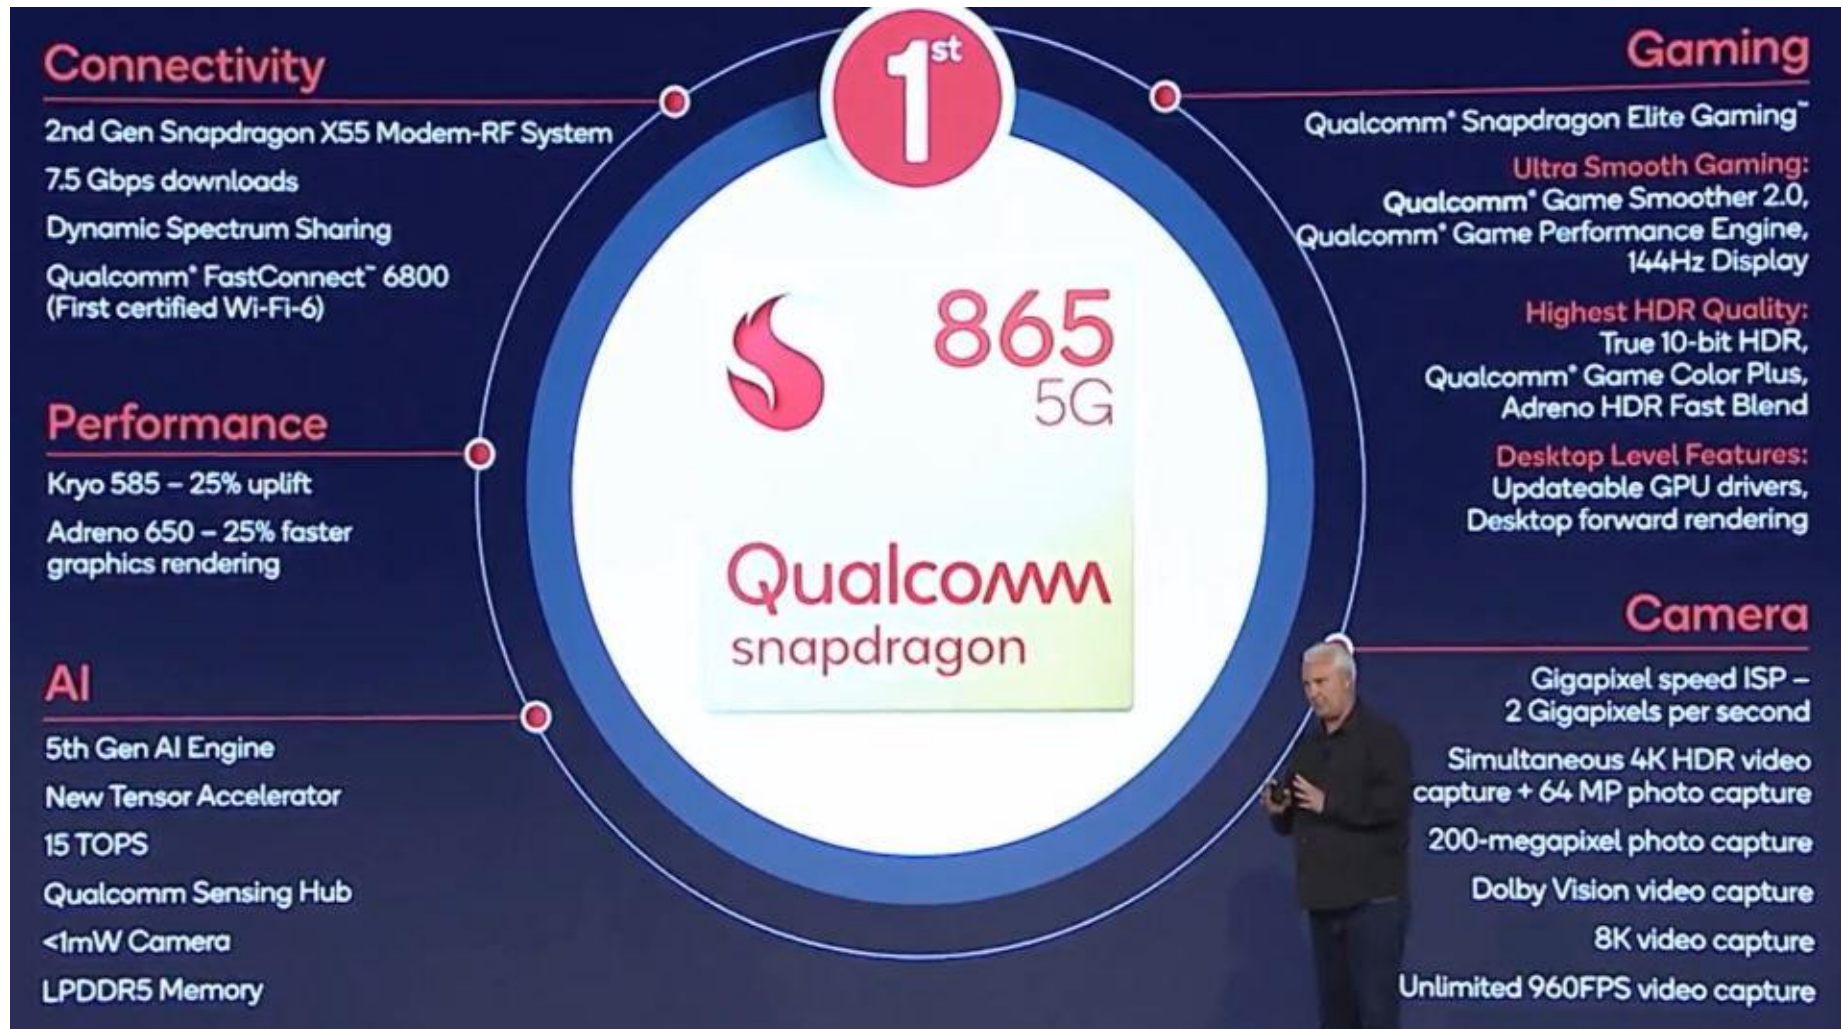 1st
Connectivity
2nd Gen Snapdragon X55 Modem-RF System
7.5 Gbps downloads
Dynamic Spectrum Sharing
Qualcomm® FastConnect™ 6800
(First certified Wi-Fi-6)
Performance
Kryo 585 – 25% uplift
Adreno 650 – 25% faster
graphics rendering
AI
5th Gen AI Engine
New Tensor Accelerator
15 TOPS
Qualcomm Sensing Hub
<1mW Camera
LPDDR5 Memory
865
5G
Qualcomm
snapdragon
Gaming
Qualcomm® Snapdragon Elite Gaming™
Ultra Smooth Gaming:
Qualcomm® Game Smoother 2.0,
Qualcomm® Game Performance Engine,
144Hz Display
Highest HDR Quality:
True 10-bit HDR,
Qualcomm® Game Color Plus,
Adreno HDR Fast Blend
Desktop Level Features:
Updateable GPU drivers,
Desktop forward rendering
Camera
Gigapixel speed ISP –
2 Gigapixels per second
Simultaneous 4K HDR video
capture + 64 MP photo capture
200-megapixel photo capture
Dolby Vision video capture
8K video capture
Unlimited 960FPS video capture